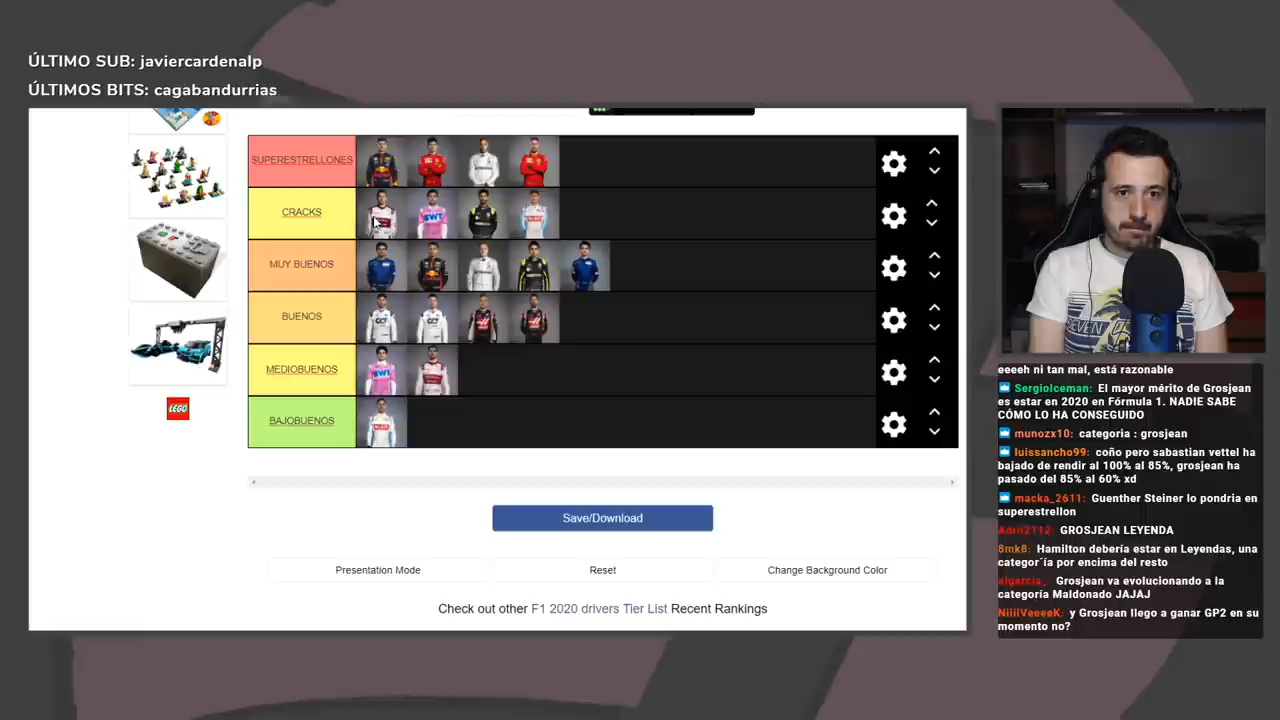 ÚLTIMO SUB: javiercardenalp
ÚLTIMOS BITS: cagabandurrias
SUPERESTRELLONES
CRACKS
MUY BUENOS
BUENOS
MEDIOBUENOS
BAJOBUENOS
LEGO
Save/Download
Presentation Mode
Reset
Change Background Color
Check out other F1 2020 drivers Tier List Recent Rankings
SEVEN
eeeeh ni tan mal, está razonable
SergioIceman: El mayor mérito de Grosjean
es estar en 2020 en Fórmula 1. NADIE SABE
CÓMO LO HA CONSEGUIDO
munozx10: categoria : grosjean
luissancho99: coño pero sabastian vettel ha
bajado de rendir al 100% al 85%, grosjean ha
pasado del 85% al 60% xd
macka_2611: Guenther Steiner lo pondria en
superestrellon
Adrii2112: GROSJEAN LEYENDA
8mk8: Hamilton debería estar en Leyendas, una
categor´ía por encima del resto
algarcia_: Grosjean va evolucionando a la
categoría Maldonado JAJAJ
NiiilVeeeeK: y Grosjean llego a ganar GP2 en su
momento no?